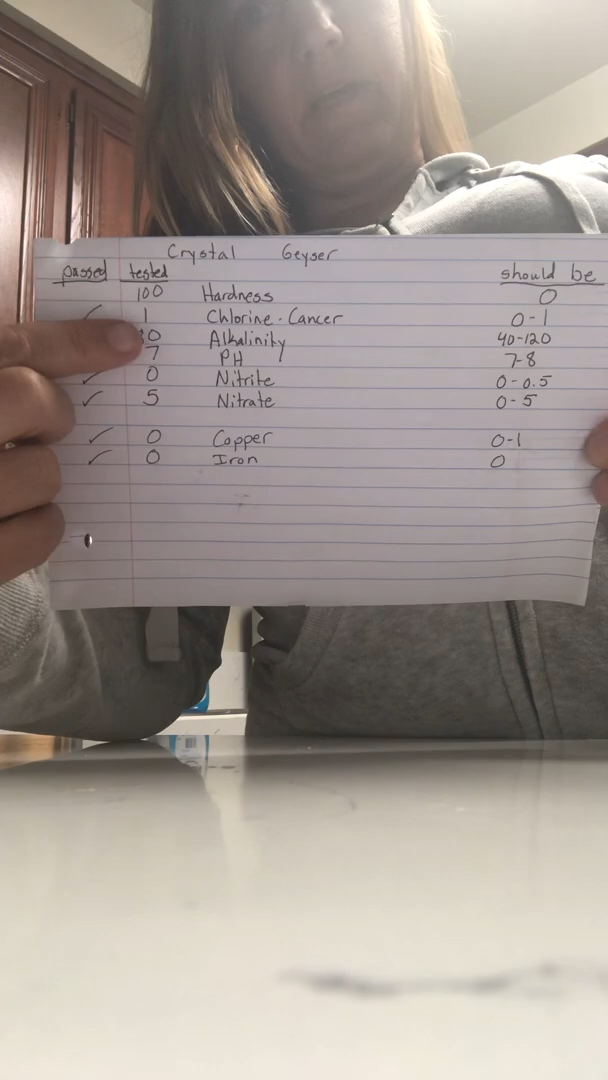 Crystal Geyser
passed tested should be
100 Hardness 0
✓ 1 Chlorine - Cancer 0-1
Alkalinity 40-120
7 PH 7-8
✓ 0 Nitrite 0-0.5
✓ 5 Nitrate 0-5
✓ 0 Copper 0-1
✓ 0 Iron 0